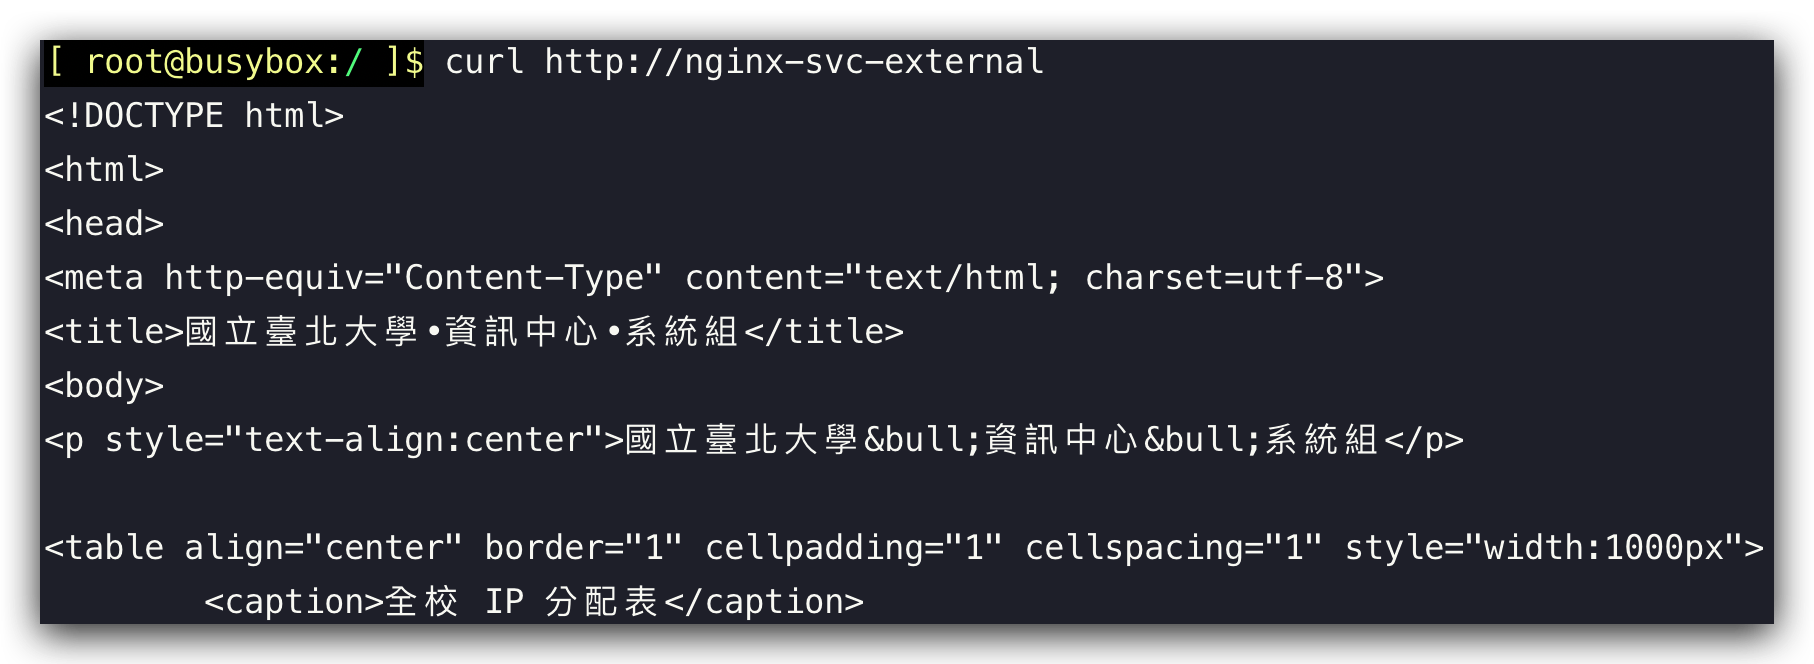 [ root@busybox:/ ]$ curl http://nginx-svc-external
<!DOCTYPE html>
<html>
<head>
<meta http-equiv="Content-Type" content="text/html; charset=utf-8">
<title>國立臺北大學•資訊中心•系統組</title>
<body>
<p style="text-align:center">國立臺北大學&bull;資訊中心&bull;系統組</p>
<table align="center" border="1" cellpadding="1" cellspacing="1" style="width:1000px">
<caption>全校 IP 分配表</caption>